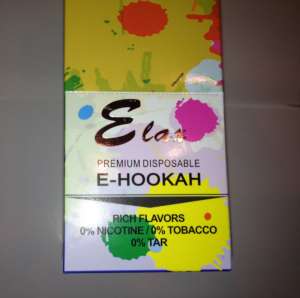 PREMIUM DISPOSABLE
E-HOOKAH
RICH FLAVORS
0% NICOTINE / 0% TOBACCO
0% TAR